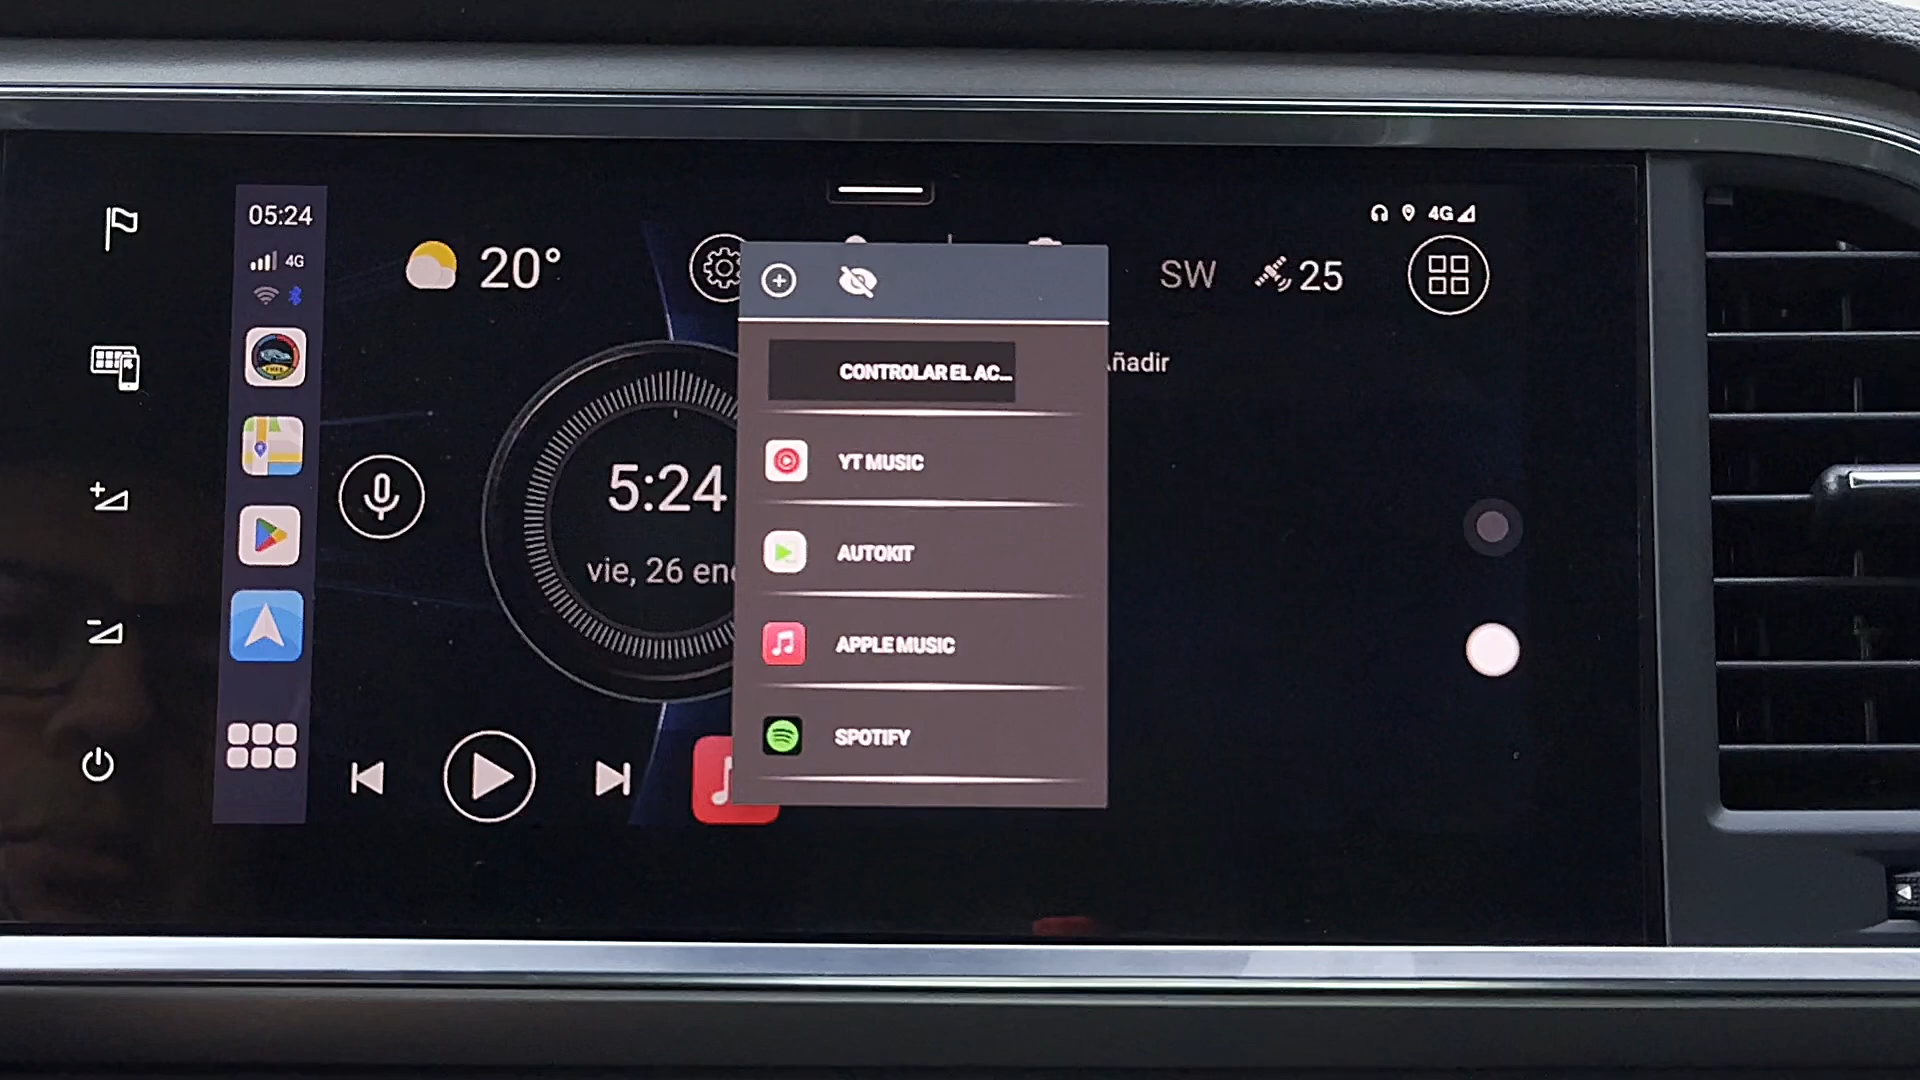 05:24
4G
20°
SW
25
4G
CONTROLAR EL AC...
ñadir
YT MUSIC
5:24
vie, 26 en
AUTOKIT
APPLE MUSIC
SPOTIFY
FREE